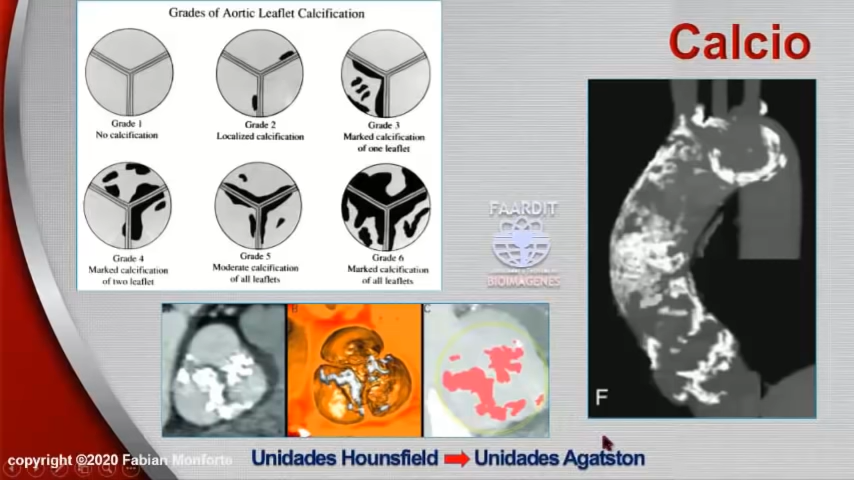 Grades of Aortic Leaflet Calcification
Calcio
Grade 1
No calcification
Grade 2
Localized calcification
Grade 3
Marked calcification
of one leaflet
Grade 4
Marked calcification
of two leaflet
Grade 5
Moderate calcification
of all leaflets
Grade 6
Marked calcification
of all leaflets
FAARDIT
BIOIMAGENES
B
C
F
Unidades Hounsfield
Unidades Agatston
copyright ©2020 Fabian Monforte